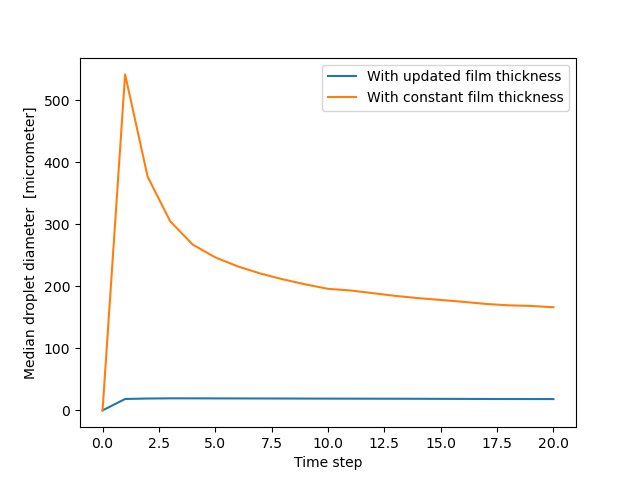 With updated film thickness
With constant film thickness
500
400
300
200
100
0
Median droplet diameter  [micrometer]
0.0 2.5 5.0 7.5 10.0 12.5 15.0 17.5 20.0
Time step